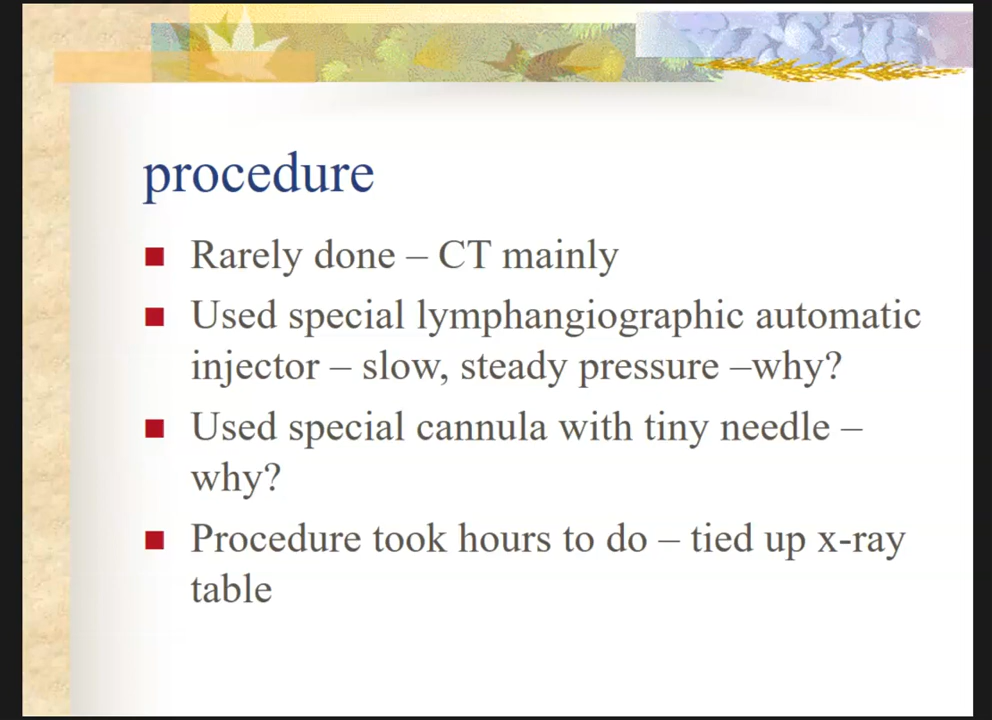 procedure
Rarely done – CT mainly
Used special lymphangiographic automatic
injector – slow, steady pressure –why?
Used special cannula with tiny needle –
why?
Procedure took hours to do – tied up x-ray
table